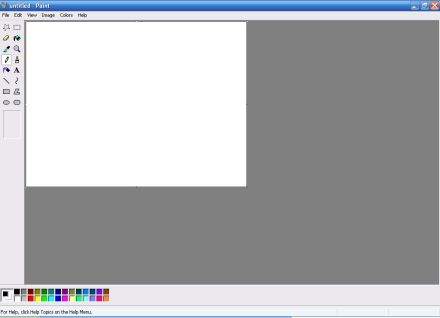 untitled - Paint
File Edit View Image Colors Help
A
For Help, click Help Topics on the Help Menu.